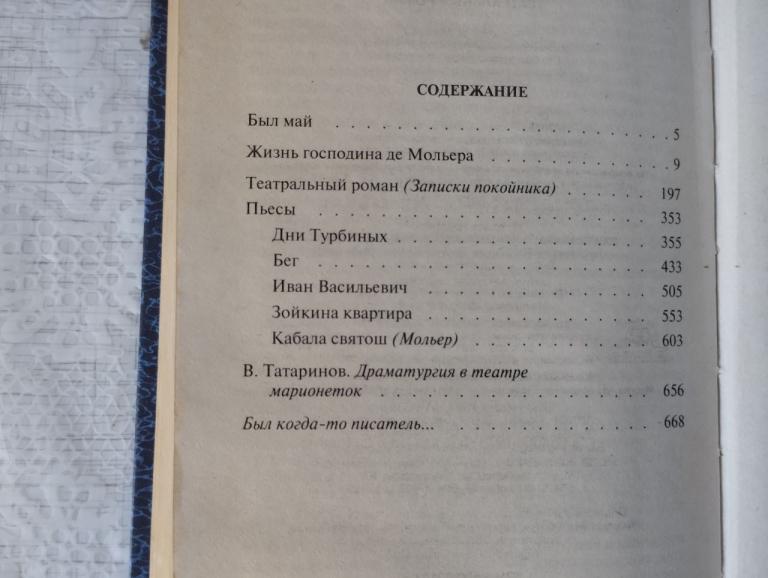 СОДЕРЖАНИЕ
Был май . . . . . . . . . . . . . . . . . . . . . . . 5
Жизнь господина де Мольера . . . . . . . . . . . . 9
Театральный роман (Записки покойника) . . . . . . 197
Пьесы . . . . . . . . . . . . . . . . . . . . . . . 353
Дни Турбиных . . . . . . . . . . . . . . . . . . . 355
Бег . . . . . . . . . . . . . . . . . . . . . . . 433
Иван Васильевич . . . . . . . . . . . . . . . . . 505
Зойкина квартира . . . . . . . . . . . . . . . . 553
Кабала святош (Мольер) . . . . . . . . . . . . . 603
В. Татаринов. Драматургия в театре
марионеток . . . . . . . . . . . . . . . . . . . 656
Был когда-то писатель... . . . . . . . . . . . . . 668